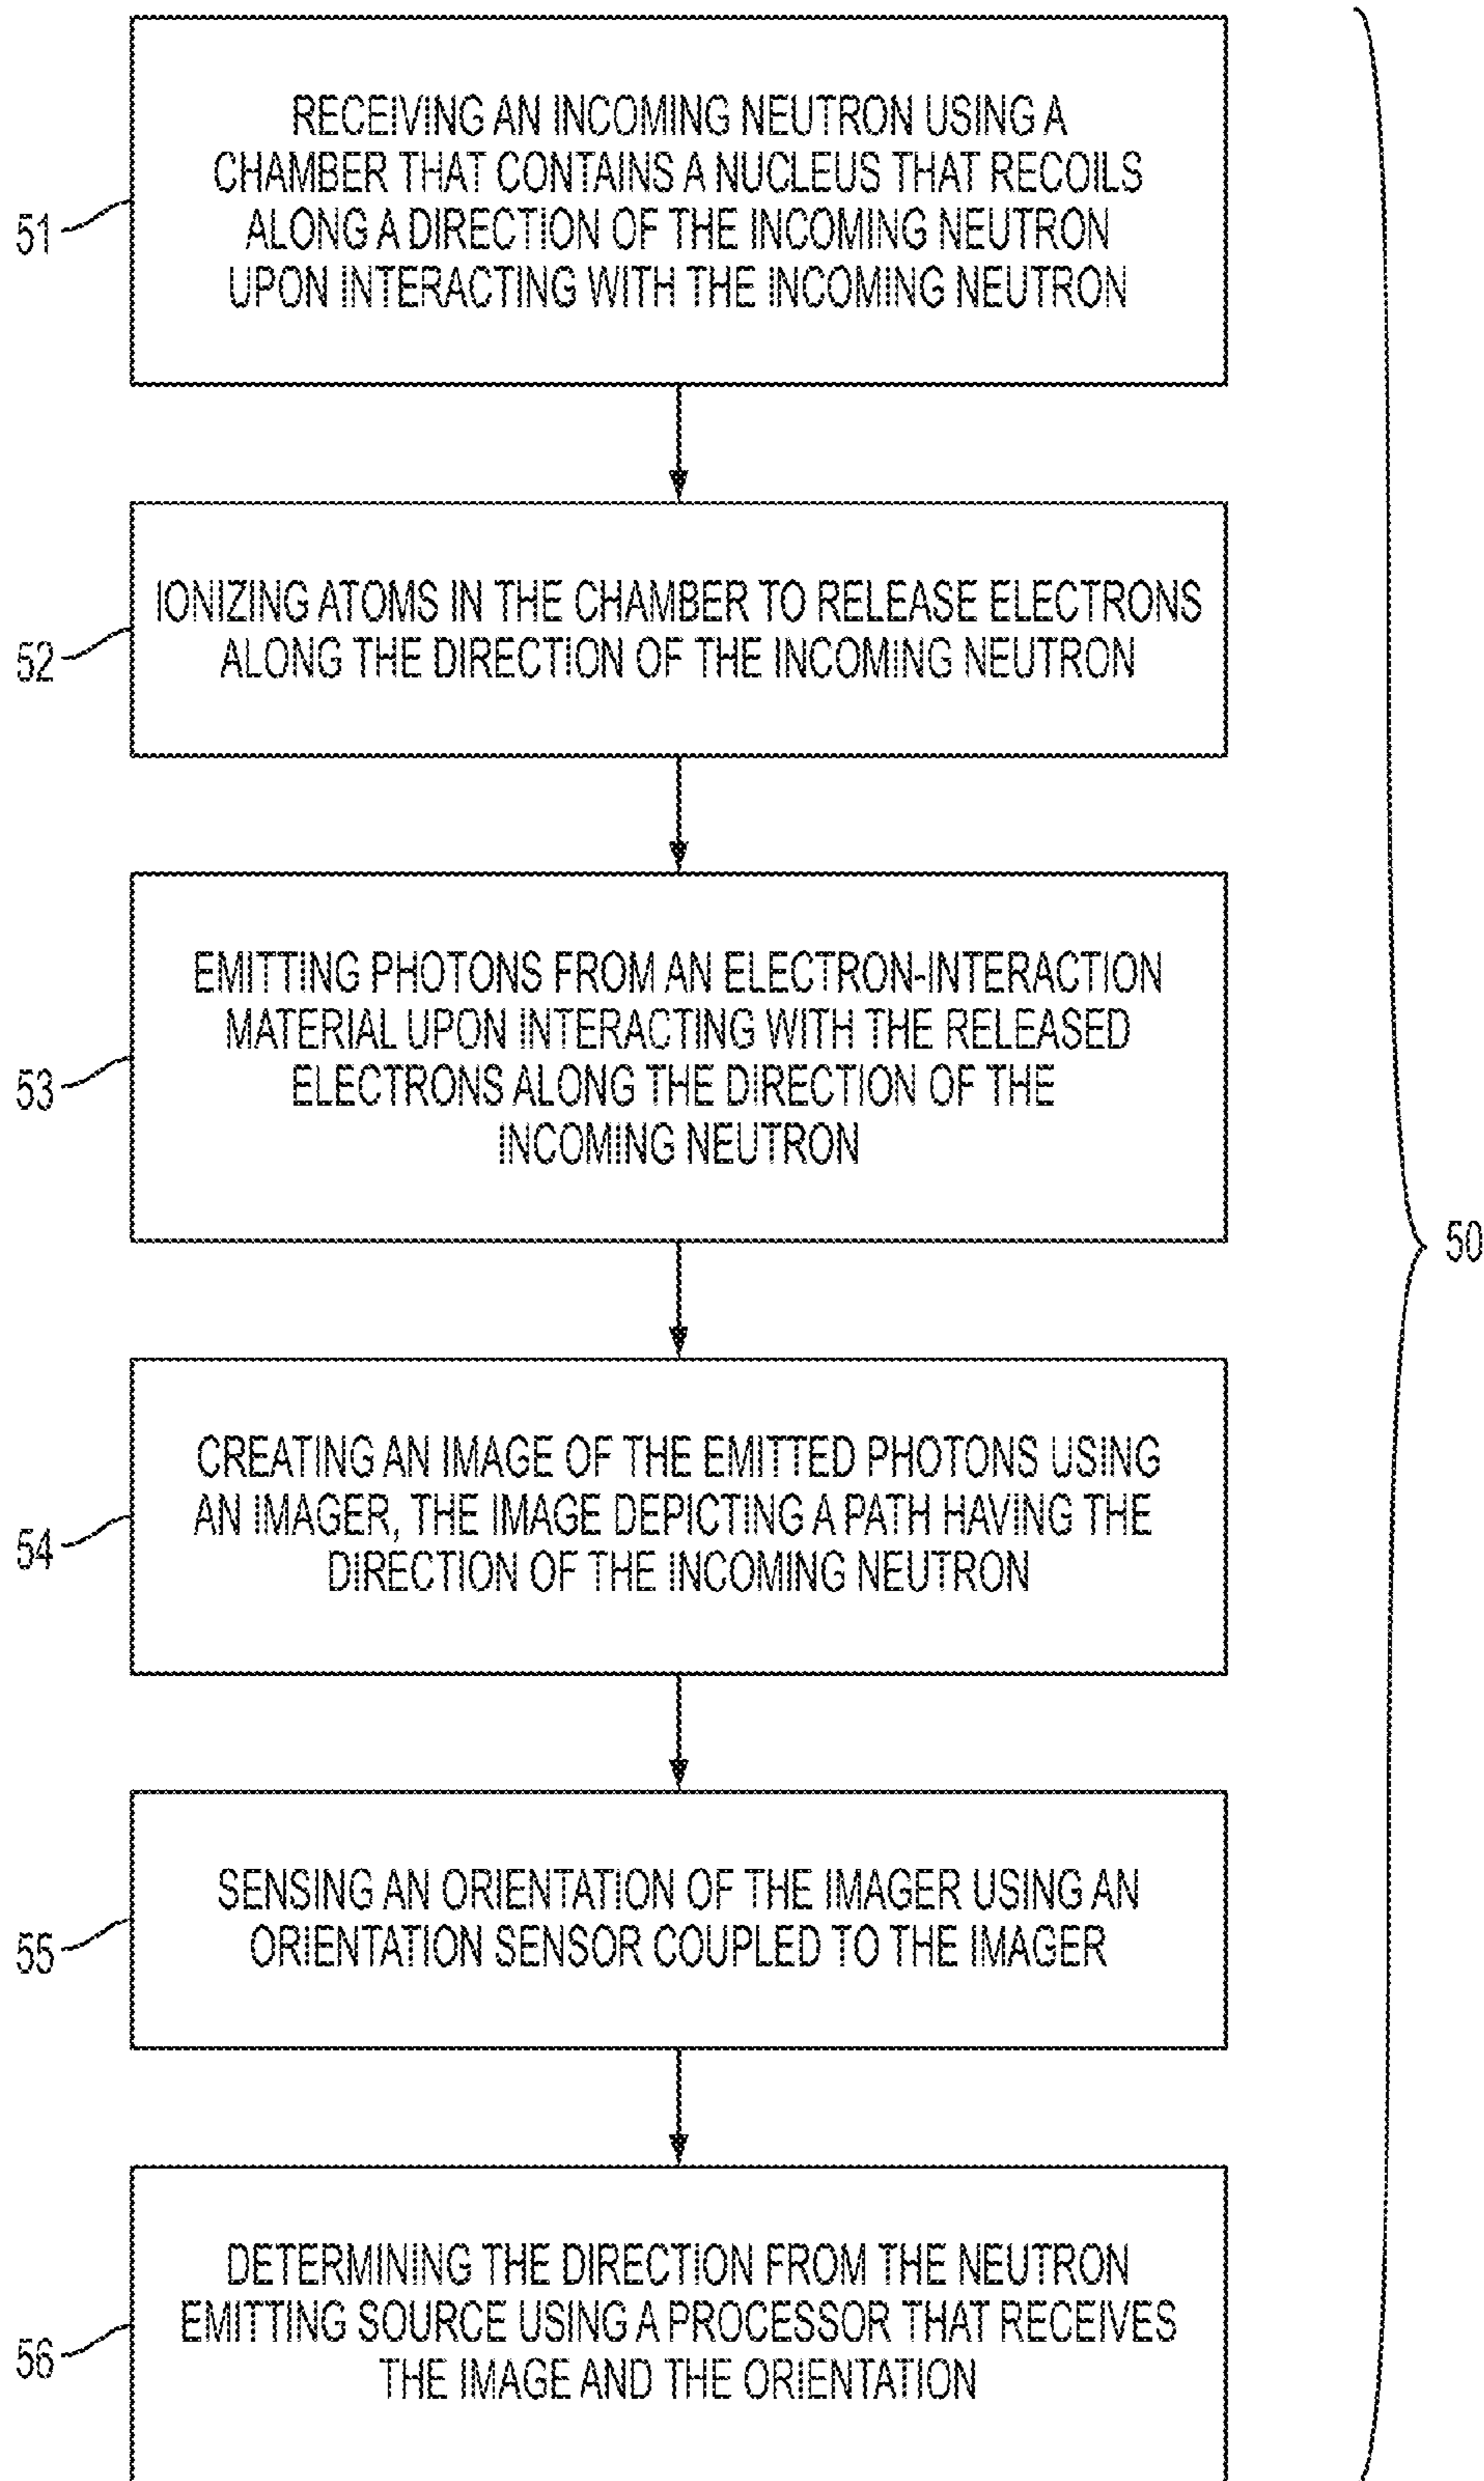 RECEIVING AN INCOMING NEUTRON USING A
CHAMBER THAT CONTAINS A NUCLEUS THAT RECOILS
ALONG A DIRECTION OF THE INCOMING NEUTRON
UPON INTERACTING WITH THE INCOMING NEUTRON
51
IONIZING ATOMS IN THE CHAMBER TO RELEASE ELECTRONS
ALONG THE DIRECTION OF THE INCOMING NEUTRON
52
EMITTING PHOTONS FROM AN ELECTRON-INTERACTION
MATERIAL UPON INTERACTING WITH THE RELEASED
ELECTRONS ALONG THE DIRECTION OF THE
INCOMING NEUTRON
53
50
CREATING AN IMAGE OF THE EMITTED PHOTONS USING
AN IMAGER, THE IMAGE DEPICTING A PATH HAVING THE
DIRECTION OF THE INCOMING NEUTRON
54
SENSING AN ORIENTATION OF THE IMAGER USING AN
ORIENTATION SENSOR COUPLED TO THE IMAGER
55
DETERMINING THE DIRECTION FROM THE NEUTRON
EMITTING SOURCE USING A PROCESSOR THAT RECEIVES
THE IMAGE AND THE ORIENTATION
56